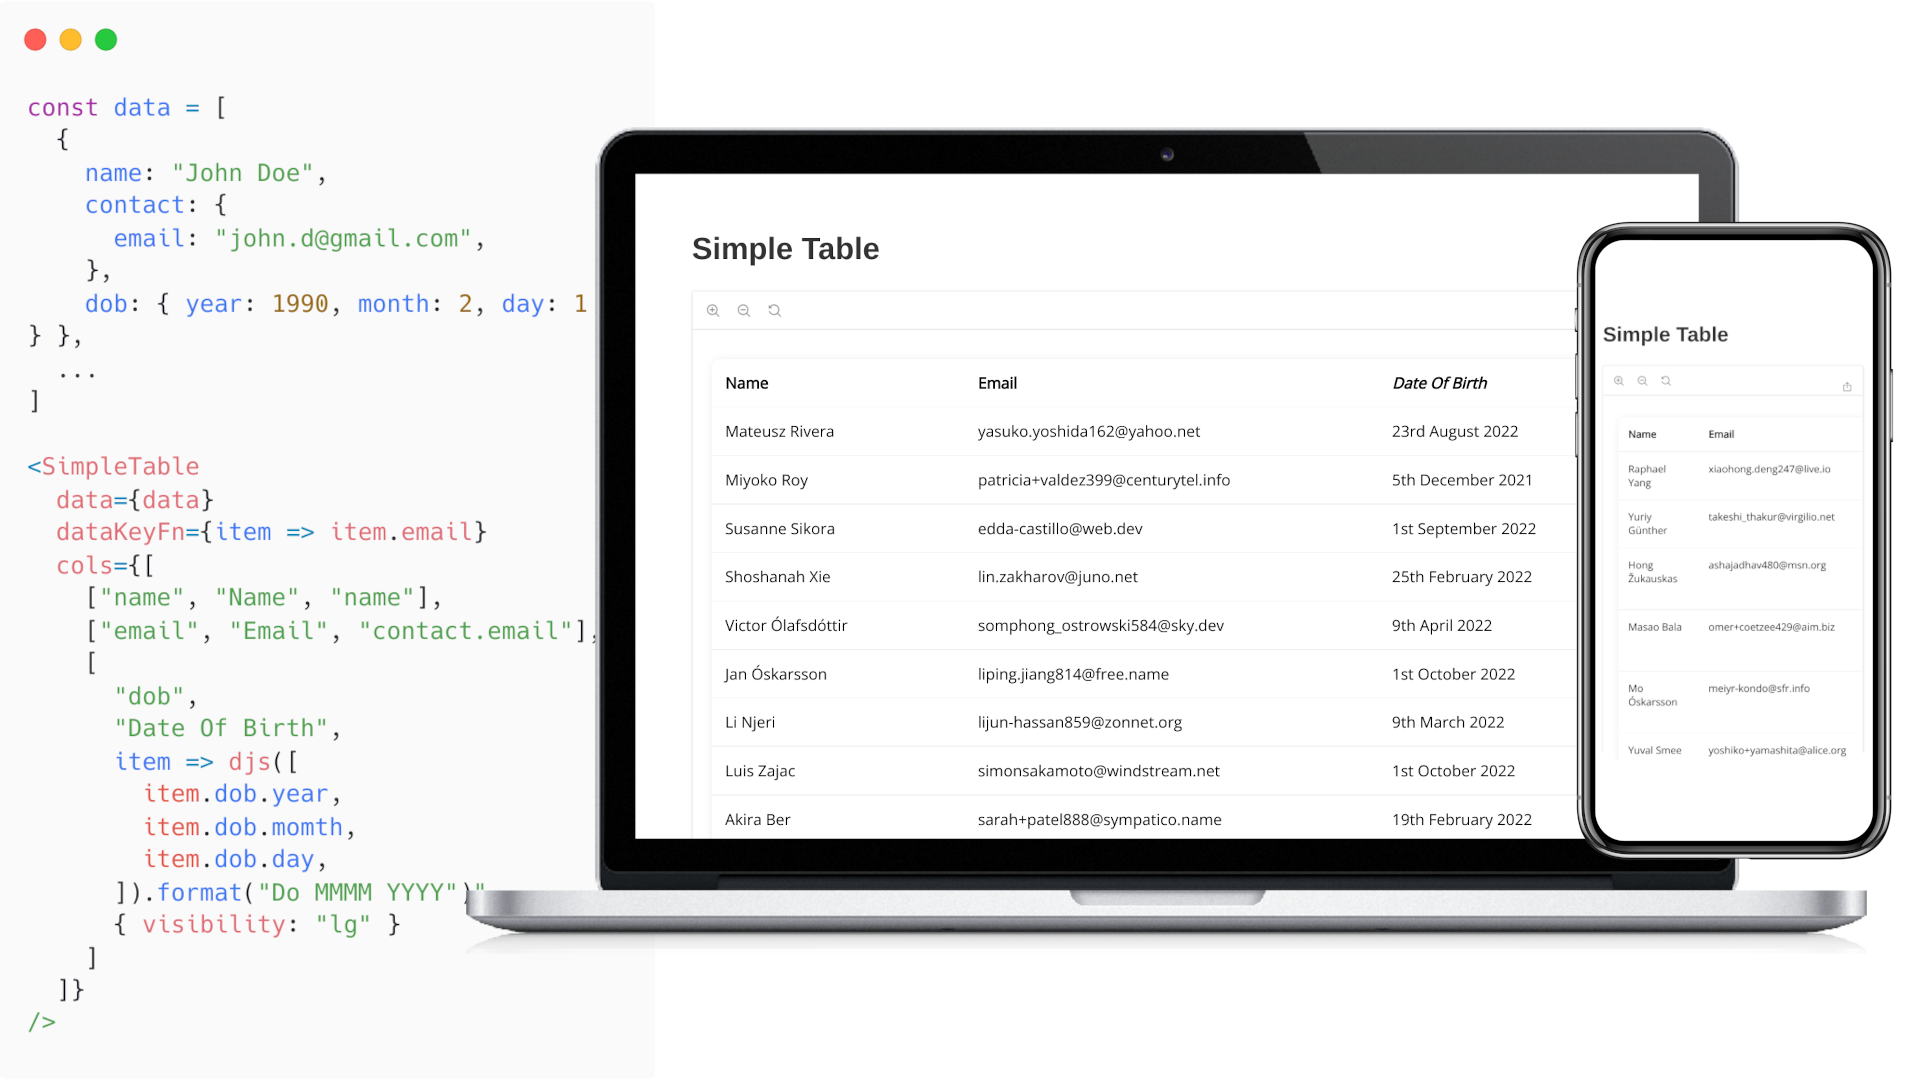 const data = [
{
name: "John Doe",
contact: {
email: "john.d@gmail.com",
},
dob: { year: 1990, month: 2, day: 1
} },
...
]
<SimpleTable
data={data}
dataKeyFn={item => item.email}
cols={[
["name", "Name", "name"],
["email", "Email", "contact.email"],
[
"dob",
"Date Of Birth",
item => djs([
item.dob.year,
item.dob.momth,
item.dob.day,
]).format("Do MMMM YYYY")"
{ visibility: "lg" }
]
]}
/>
Simple Table
Name Email Date Of Birth
Mateusz Rivera yasuko.yoshida162@yahoo.net 23rd August 2022
Miyoko Roy patricia+valdez399@centurytel.info 5th December 2021
Susanne Sikora edda-castillo@web.dev 1st September 2022
Shoshanah Xie lin.zakharov@juno.net 25th February 2022
Victor Ólafsdóttir somphong_ostrowski584@sky.dev 9th April 2022
Jan Óskarsson liping.jiang814@free.name 1st October 2022
Li Njeri lijun-hassan859@zonnet.org 9th March 2022
Luis Zajac simonsakamoto@windstream.net 1st October 2022
Akira Ber sarah+patel888@sympatico.name 19th February 2022
Simple Table
Name Email
Raphael xiaohong.deng247@live.io
Yang
Yuriy takeshi_thakur@virgilio.net
Günther
Hong ashajadhav480@msn.org
Žukauskas
Masao Bala omer+coetzee429@aim.biz
Mo meiyr-kondo@sfr.info
Óskarsson
Yuval Smee yoshiko+yamashita@alice.org